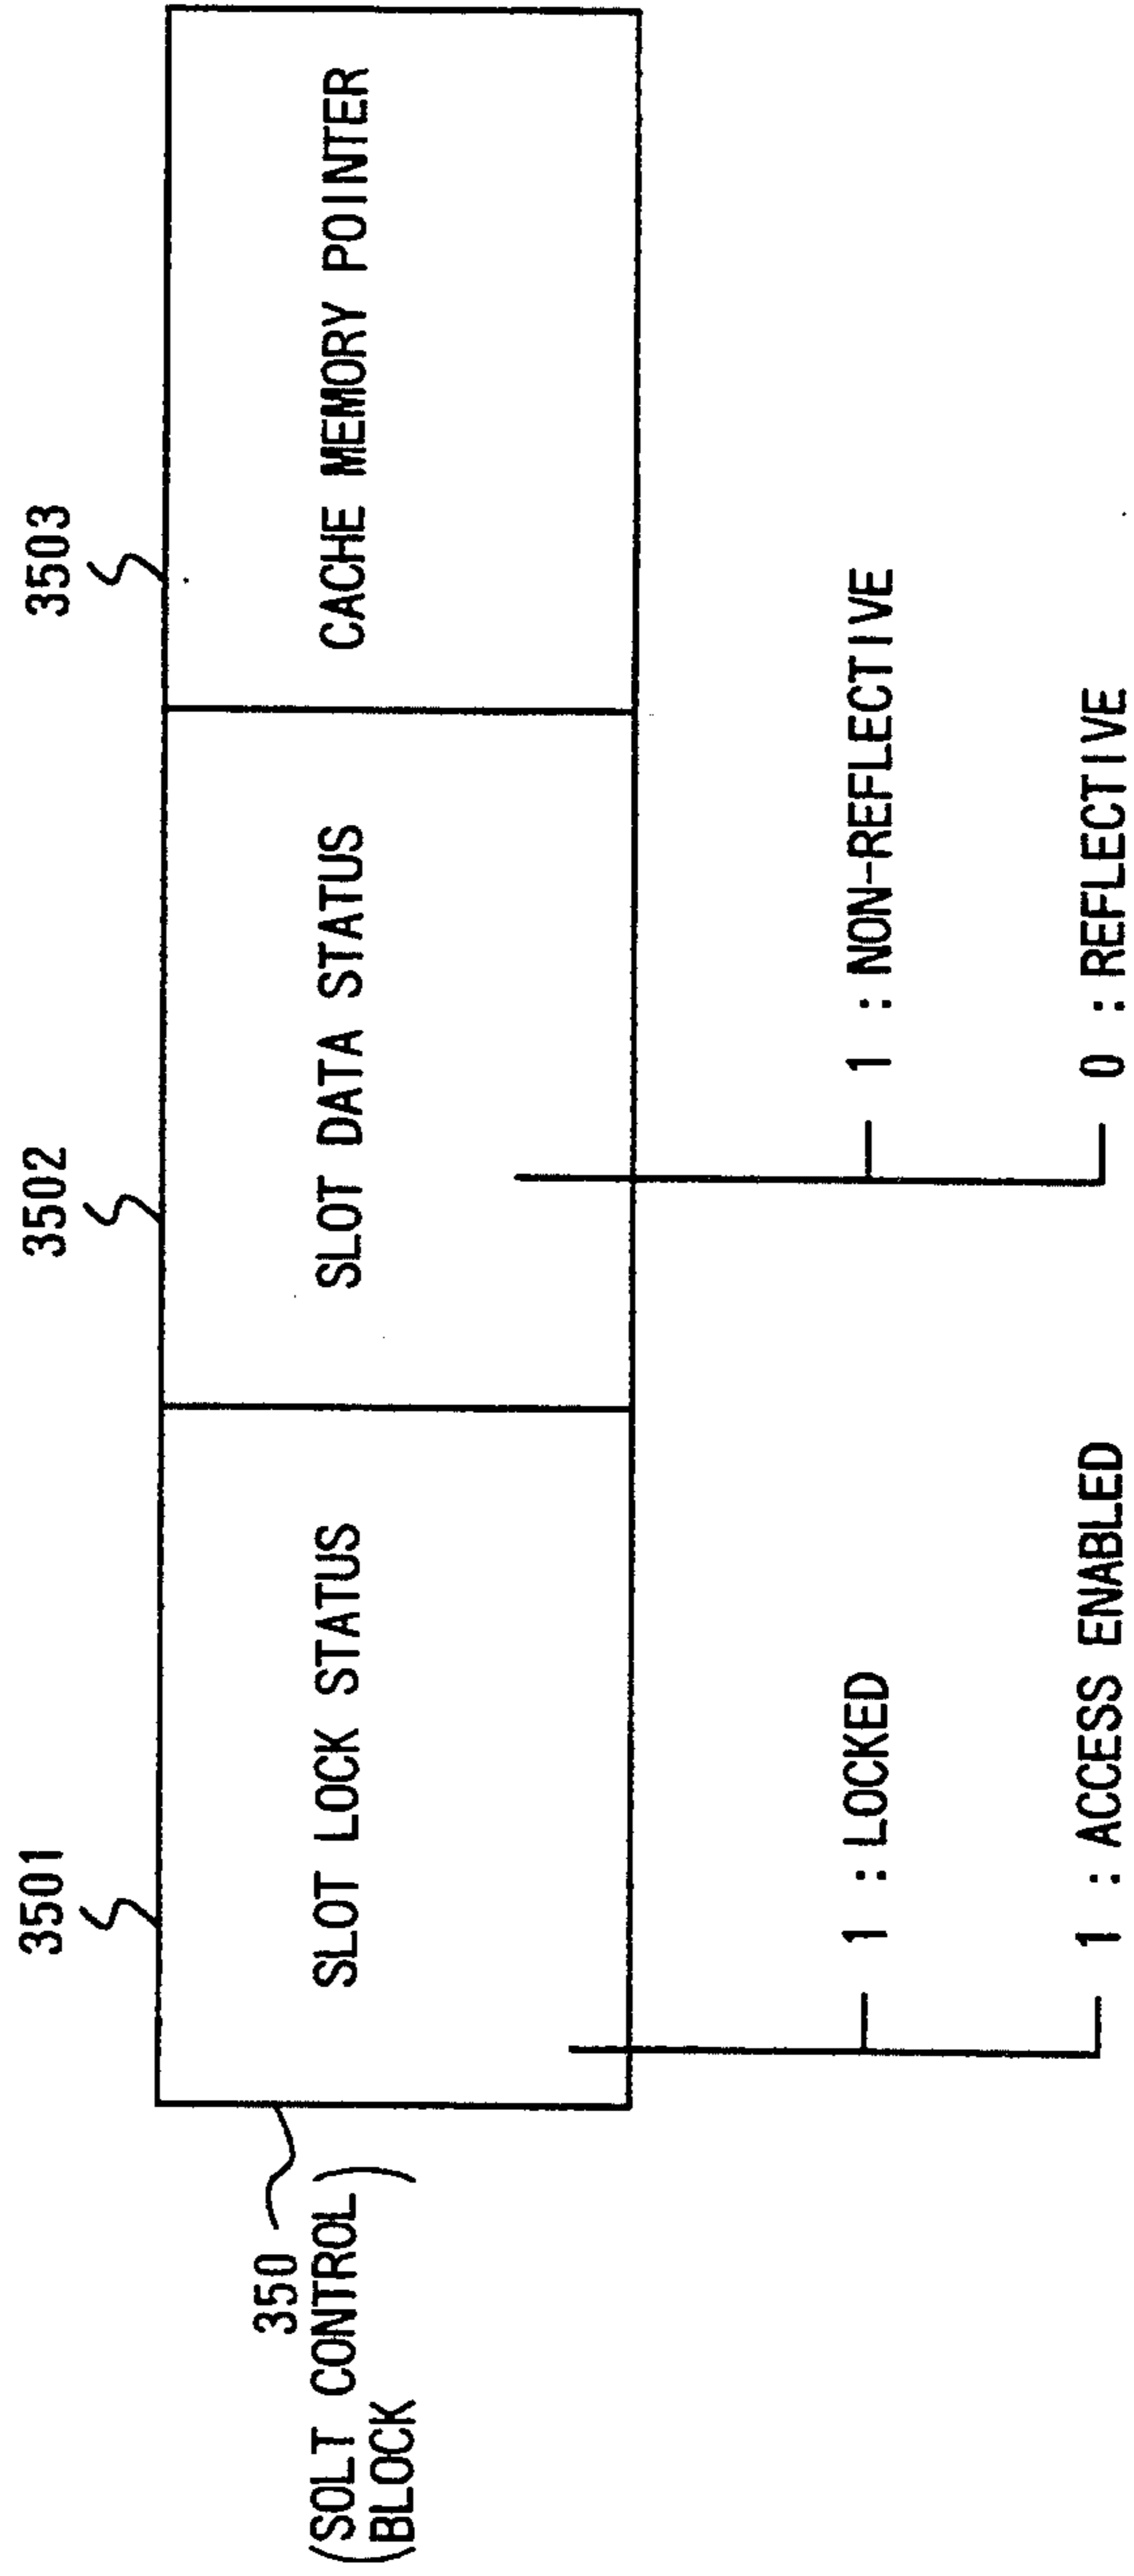 3501
3502
3503
350
(SOLT CONTROL
BLOCK)
SLOT LOCK STATUS
SLOT DATA STATUS
CACHE MEMORY POINTER
1 : LOCKED
1 : ACCESS ENABLED
1 : NON-REFLECTIVE
0 : REFLECTIVE